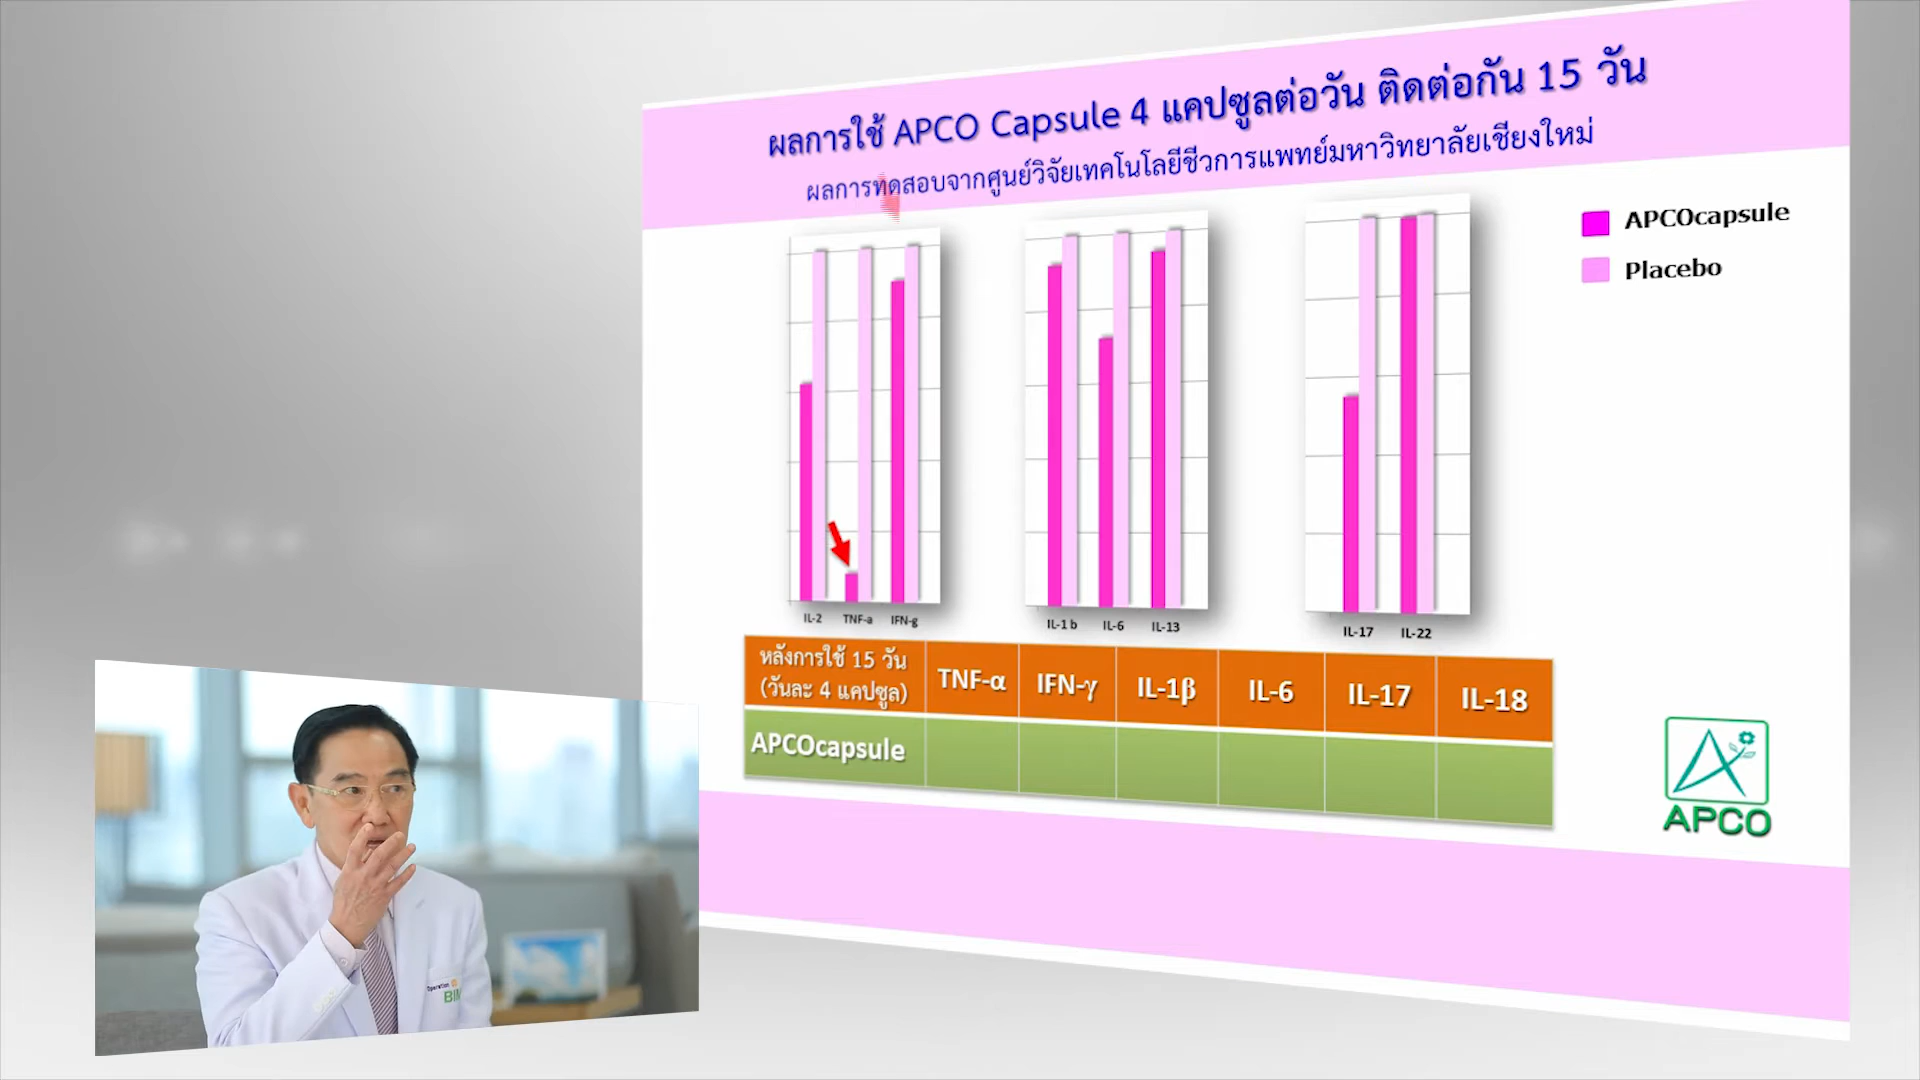 ผลการใช้ APCO Capsule 4 แคปซูลต่อวัน ติดต่อกัน 15 วัน
ผลการทดสอบจากศูนย์วิจัยเทคโนโลยีชีวการแพทย์มหาวิทยาลัยเชียงใหม่
APCOcapsule
Placebo
IL-2 TNF-a IFN-g
IL-1 b IL-6 IL-13
IL-17 IL-22
หลังการใช้ 15 วัน
(วันละ 4 แคปซูล)
TNF-α IFN-γ IL-1β IL-6 IL-17 IL-18
APCOcapsule
APCO
Operation
BIM